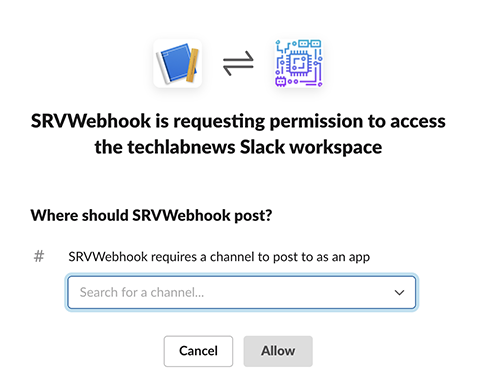 SRVWebhook is requesting permission to access
the techlabnews Slack workspace
Where should SRVWebhook post?
# SRVWebhook requires a channel to post to as an app
Search for a channel...
Cancel Allow